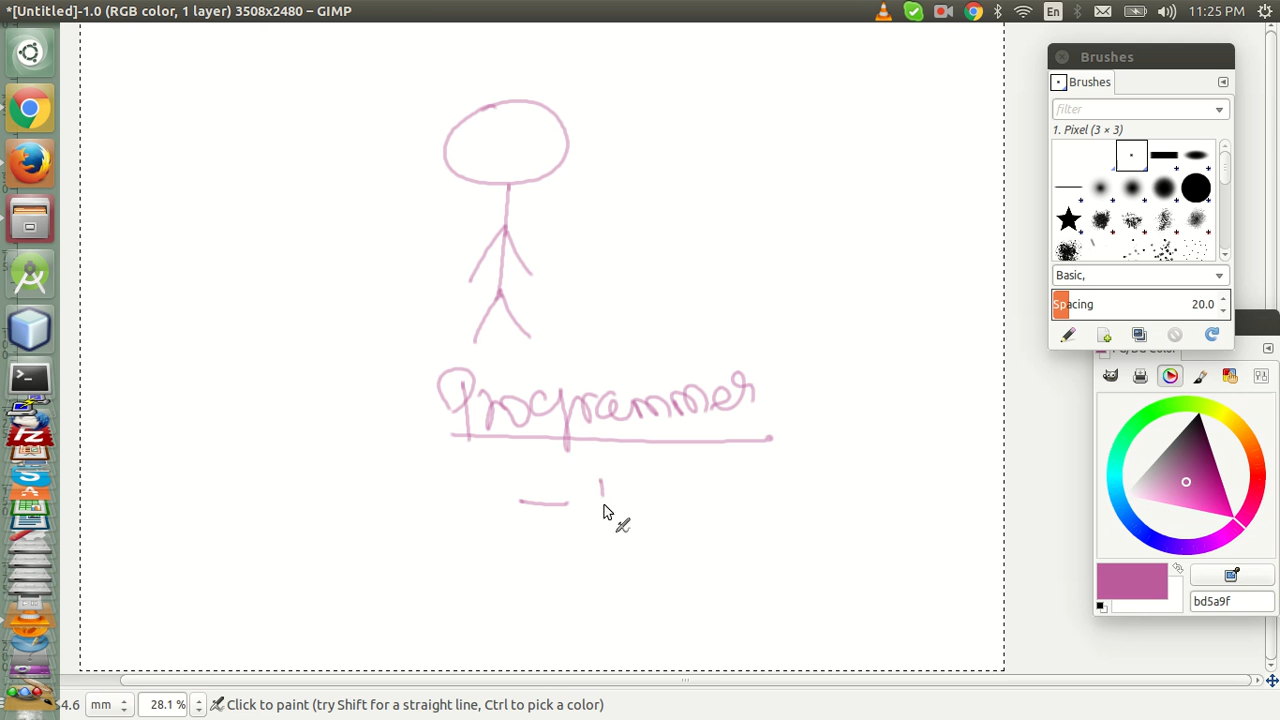 *[Untitled]-1.0 (RGB color, 1 layer) 3508x2480 – GIMP
En
11:25 PM
Brushes
Brushes
filter
1. Pixel (3 × 3)
Basic,
Spacing 20.0
bd5a9f
Programmer
mm
28.1 %
Click to paint (try Shift for a straight line, Ctrl to pick a color)